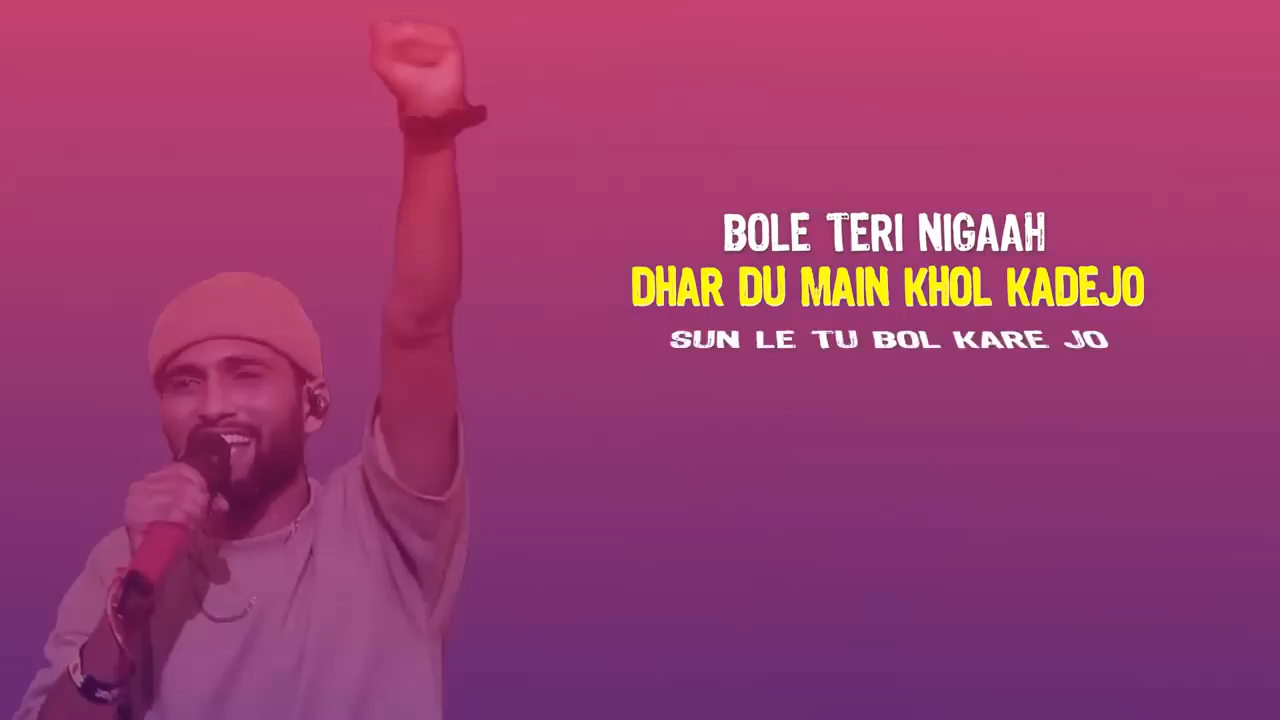 BOLE TERI NIGAAH
DHAR DU MAIN KHOL KADEJO
SUN LE TU BOL KARE JO